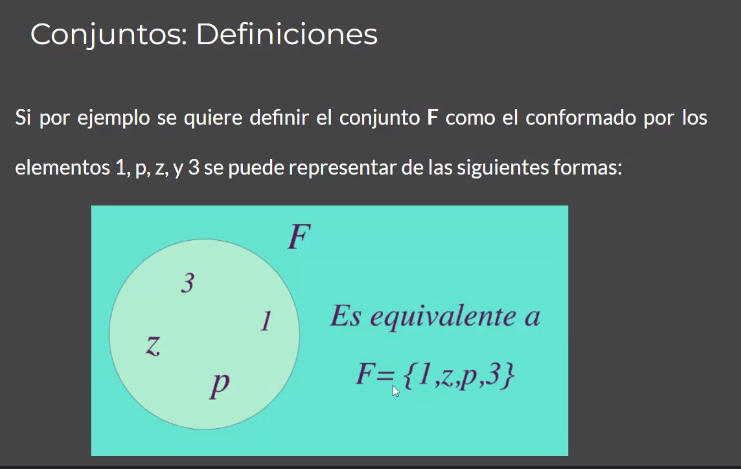 Conjuntos: Definiciones
Si por ejemplo se quiere definir el conjunto F como el conformado por los
elementos 1, p, z, y 3 se puede representar de las siguientes formas:
F
3
1
z
p
Es equivalente a
F= {1,z,p,3}